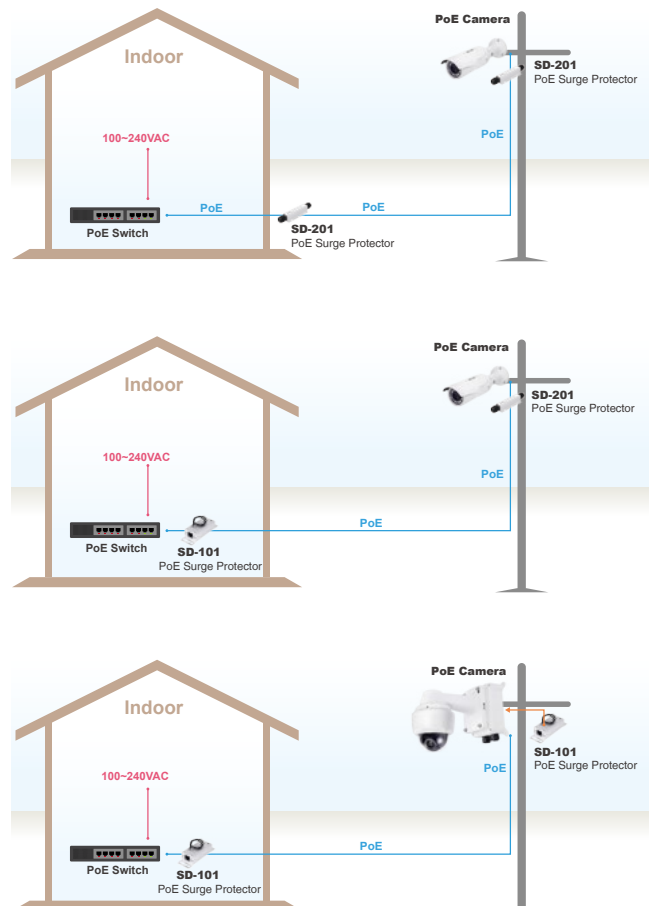 PoE Camera
Indoor
SD-201
PoE Surge Protector
100~240VAC
PoE
PoE
PoE
PoE Switch
SD-201
PoE Surge Protector
PoE Camera
Indoor
SD-201
PoE Surge Protector
100~240VAC
PoE
PoE
PoE Switch
SD-101
PoE Surge Protector
PoE Camera
Indoor
SD-101
PoE Surge Protector
PoE
100~240VAC
PoE
PoE Switch
SD-101
PoE Surge Protector